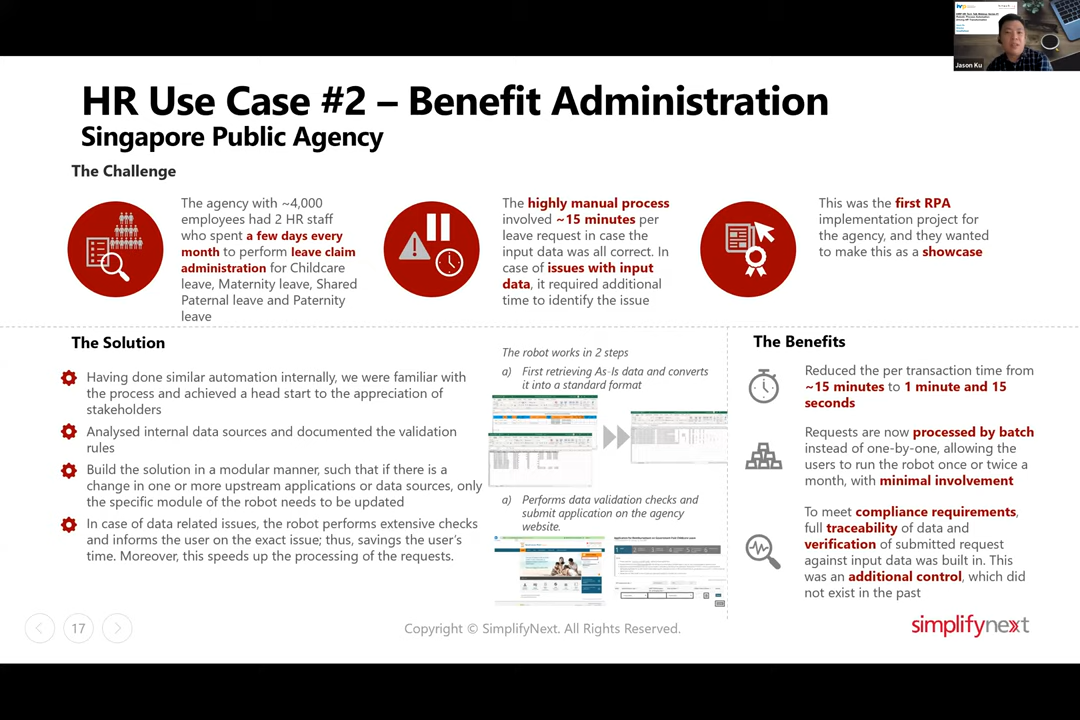 Jason Ku
HR Use Case #2 – Benefit Administration
Singapore Public Agency
The Challenge
The agency with ~4,000
employees had 2 HR staff
who spent a few days every
month to perform leave claim
administration for Childcare
leave, Maternity leave, Shared
Paternal leave and Paternity
leave
The highly manual process
involved ~15 minutes per
leave request in case the
input data was all correct. In
case of issues with input
data, it required additional
time to identify the issue
This was the first RPA
implementation project for
the agency, and they wanted
to make this as a showcase
The Solution
Having done similar automation internally, we were familiar with
the process and achieved a head start to the appreciation of
stakeholders
Analysed internal data sources and documented the validation
rules
Build the solution in a modular manner, such that if there is a
change in one or more upstream applications or data sources, only
the specific module of the robot needs to be updated
In case of data related issues, the robot performs extensive checks
and informs the user on the exact issue; thus, savings the user's
time. Moreover, this speeds up the processing of the requests.
The robot works in 2 steps
a) First retrieving As-Is data and converts
it into a standard format
a) Performs data validation checks and
submit application on the agency
website.
The Benefits
Reduced the per transaction time from
~15 minutes to 1 minute and 15
seconds
Requests are now processed by batch
instead of one-by-one, allowing the
users to run the robot once or twice a
month, with minimal involvement
To meet compliance requirements,
full traceability of data and
verification of submitted request
against input data was built in. This
was an additional control, which did
not exist in the past
17
Copyright © SimplifyNext. All Rights Reserved.
simplifynext